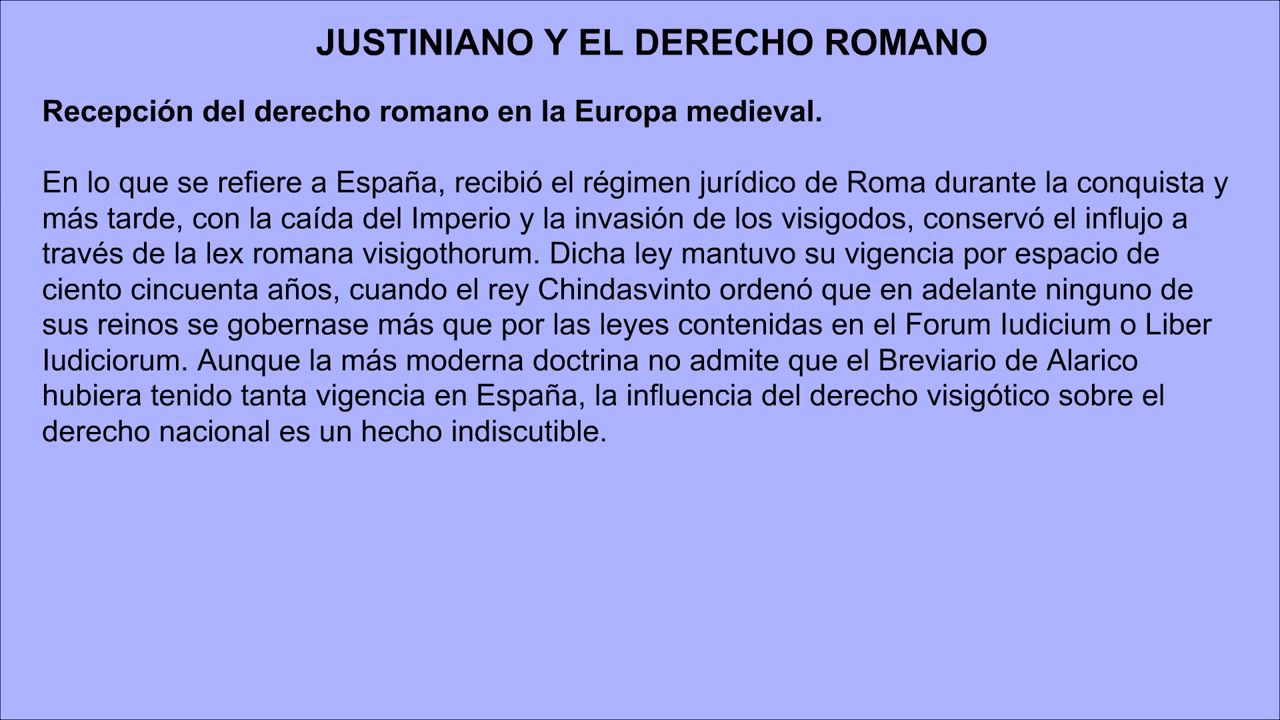 JUSTINIANO Y EL DERECHO ROMANO
Recepción del derecho romano en la Europa medieval.
En lo que se refiere a España, recibió el régimen jurídico de Roma durante la conquista y
más tarde, con la caída del Imperio y la invasión de los visigodos, conservó el influjo a
través de la lex romana visigothorum. Dicha ley mantuvo su vigencia por espacio de
ciento cincuenta años, cuando el rey Chindasvinto ordenó que en adelante ninguno de
sus reinos se gobernase más que por las leyes contenidas en el Forum Iudicium o Liber
Iudiciorum. Aunque la más moderna doctrina no admite que el Breviario de Alarico
hubiera tenido tanta vigencia en España, la influencia del derecho visigótico sobre el
derecho nacional es un hecho indiscutible.